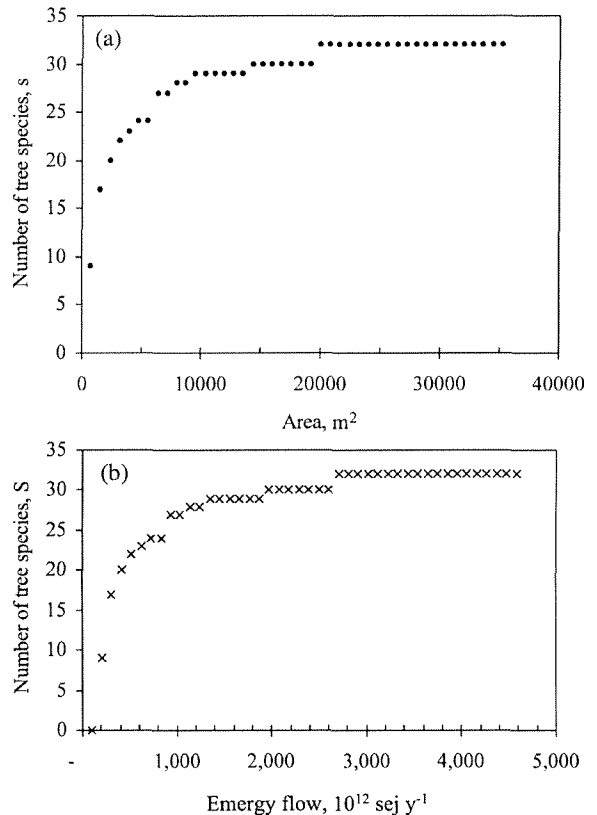 (a)
Number of tree species, s
35
30
25
20
15
10
5
0
0 10000 20000 30000 40000
Area, m²
(b)
Number of tree species, S
35
30
25
20
15
10
5
0
- 1,000 2,000 3,000 4,000 5,000
Emergy flow, 10¹² sej y⁻¹